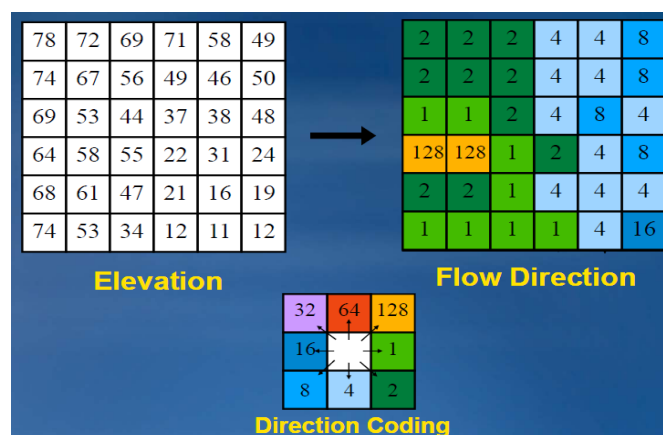 78 72 69 71 58 49 2 2 2 4 4 8
74 67 56 49 46 50 2 2 2 4 4 8
69 53 44 37 38 48 1 1 2 4 8 4
64 58 55 22 31 24 128 128 1 2 4 8
68 61 47 21 16 19 2 2 1 4 4 4
74 53 34 12 11 12 1 1 1 1 4 16
Elevation Flow Direction
32 64 128
16 1
8 4 2
Direction Coding